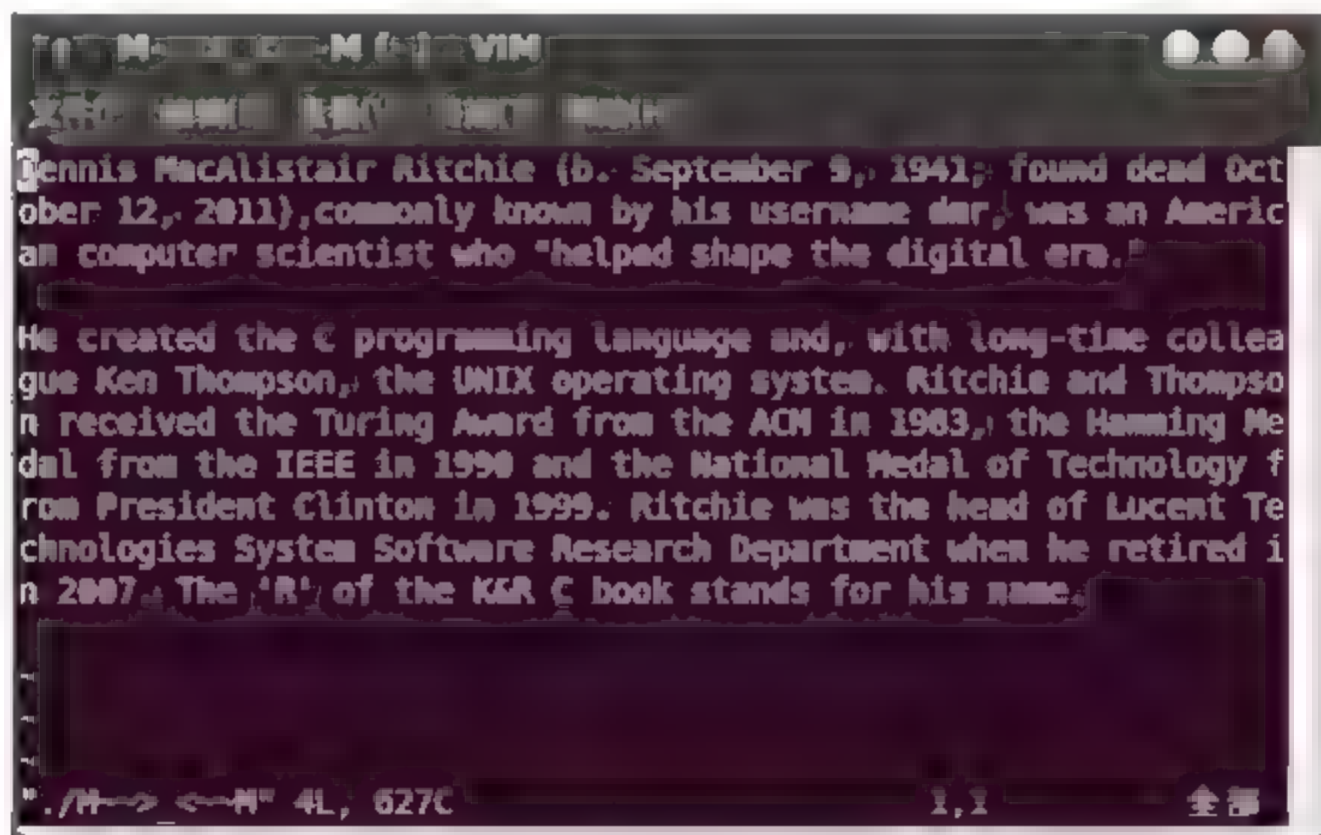 VIM
Dennis MacAlistair Ritchie (b. September 9, 1941; found dead Oct
ober 12, 2011),commonly known by his username dmr, was an Americ
an computer scientist who "helped shape the digital era."
He created the C programming language and, with long-time collea
gue Ken Thompson, the UNIX operating system. Ritchie and Thompso
n received the Turing Award from the ACM in 1983, the Hamming Me
dal from the IEEE in 1990 and the National Medal of Technology f
rom President Clinton in 1999. Ritchie was the head of Lucent Te
chnologies System Software Research Department when he retired i
n 2007. The 'R' of the K&R C book stands for his name.
~
~
~
"./M-->_<--M" 4L, 627C 1,1 全部